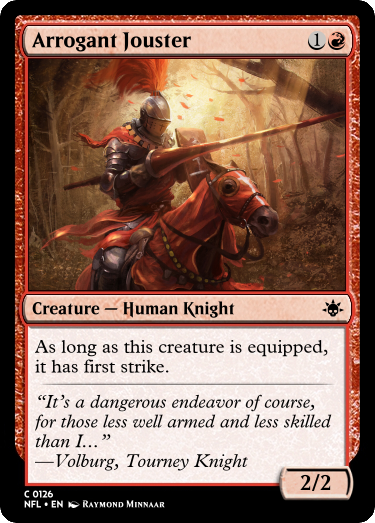 Arrogant Jouster 1
Creature — Human Knight
As long as this creature is equipped,
it has first strike.
“It’s a dangerous endeavor of course,
for those less well armed and less skilled
than I…”
—Volburg, Tourney Knight
2/2
C 0126
NFL • EN Raymond Minnaar